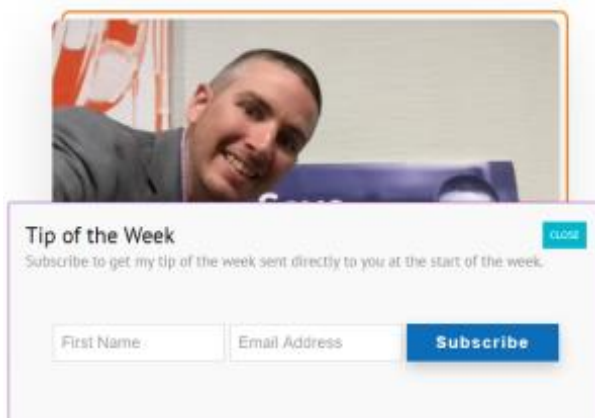 Tip of the Week
CLOSE
Subscribe to get my tip of the week sent directly to you at the start of the week.
First Name
Email Address
Subscribe